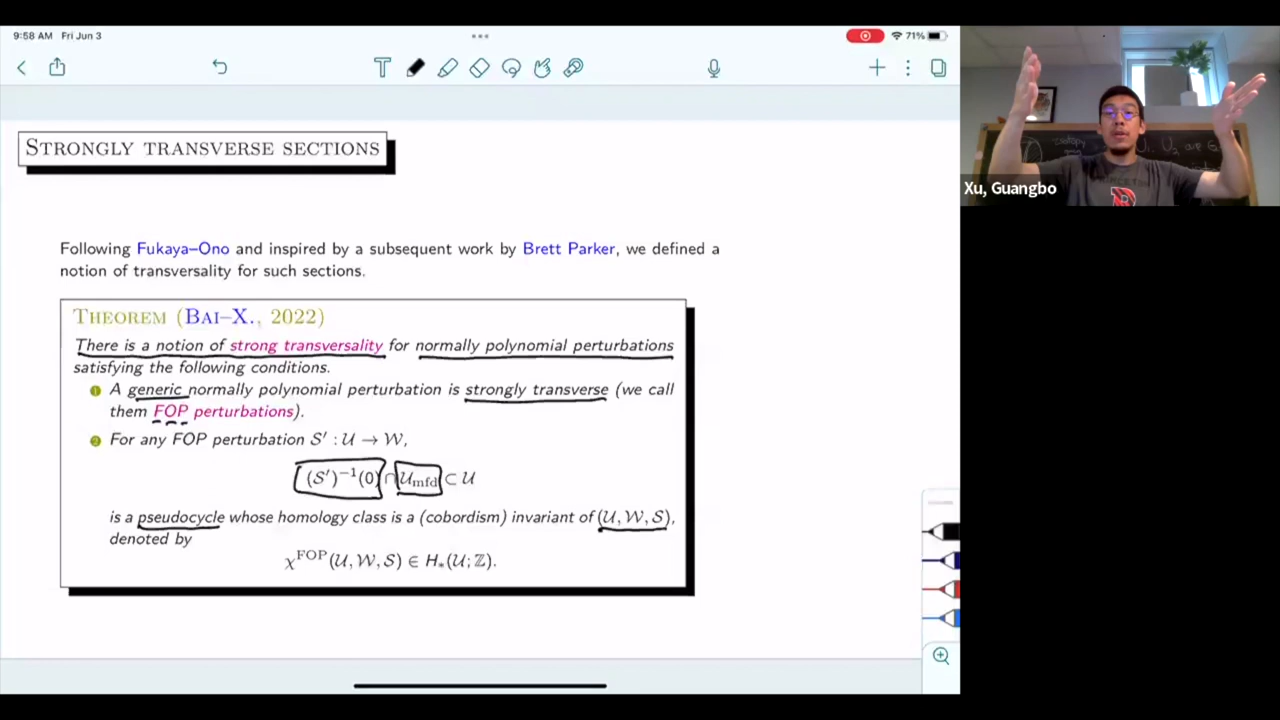 9:58 AM Fri Jun 3
71%
STRONGLY TRANSVERSE SECTIONS
Following Fukaya–Ono and inspired by a subsequent work by Brett Parker, we defined a
notion of transversality for such sections.
THEOREM (BAI–X., 2022)
There is a notion of strong transversality for normally polynomial perturbations
satisfying the following conditions.
1 A generic normally polynomial perturbation is strongly transverse (we call
them FOP perturbations).
2 For any FOP perturbation S′ : U → W,
(S′)⁻¹(0) ∩ U_mfd ⊂ U
is a pseudocycle whose homology class is a (cobordism) invariant of (U, W, S),
denoted by
χ^FOP(U, W, S) ∈ H_*(U; Z).
Xu, Guangbo